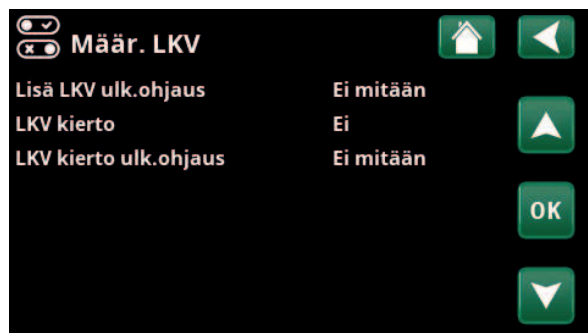 Määr. LKV
Lisä LKV ulk.ohjaus Ei mitään
LKV kierto Ei
LKV kierto ulk.ohjaus Ei mitään
OK